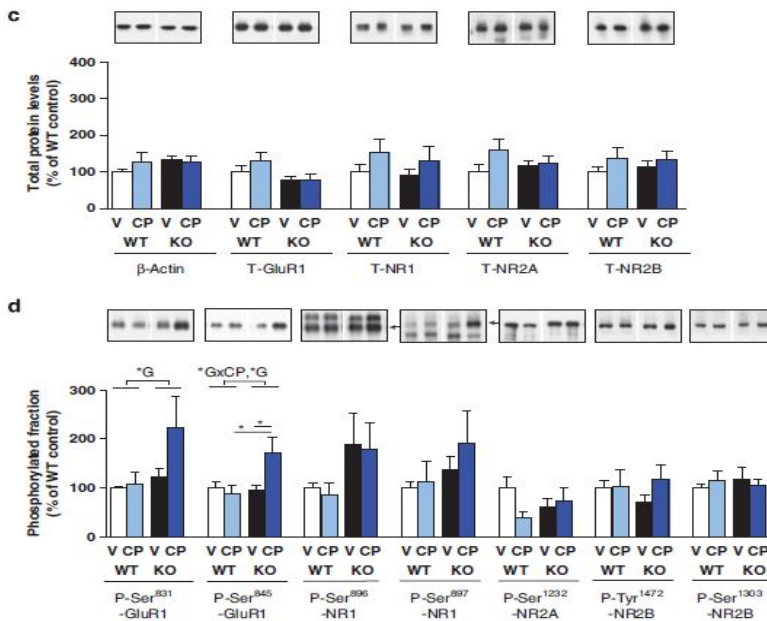 c
Total protein levels
(% of WT control)
400
300
200
100
0
V CP V CP V CP V CP V CP V CP V CP V CP V CP V CP
WT KO WT KO WT KO WT KO WT KO
β-Actin T-GluR1 T-NR1 T-NR2A T-NR2B
d
Phosphorylated fraction
(% of WT control)
*G *GxCP,*G
* *
300
200
100
0
V CP V CP V CP V CP V CP V CP V CP V CP V CP V CP V CP V CP V CP V CP
WT KO WT KO WT KO WT KO WT KO WT KO WT KO
P-Ser831 P-Ser845 P-Ser896 P-Ser897 P-Ser1232 P-Tyr1472 P-Ser1303
-GluR1 -GluR1 -NR1 -NR1 -NR2A -NR2B -NR2B